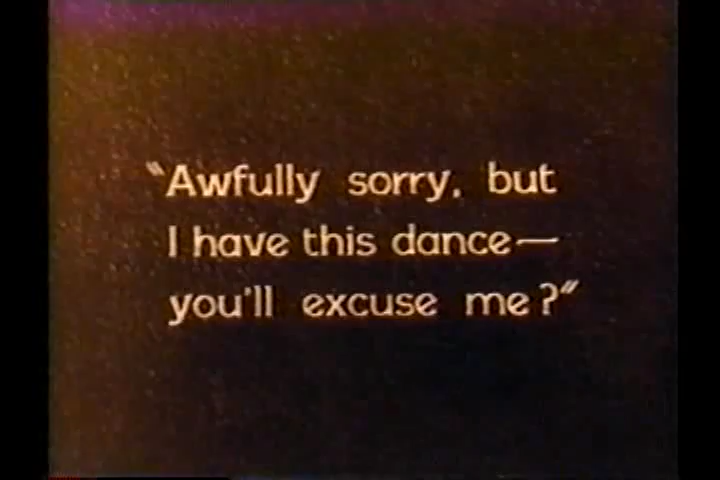 "Awfully sorry, but
I have this dance—
you'll excuse me?"